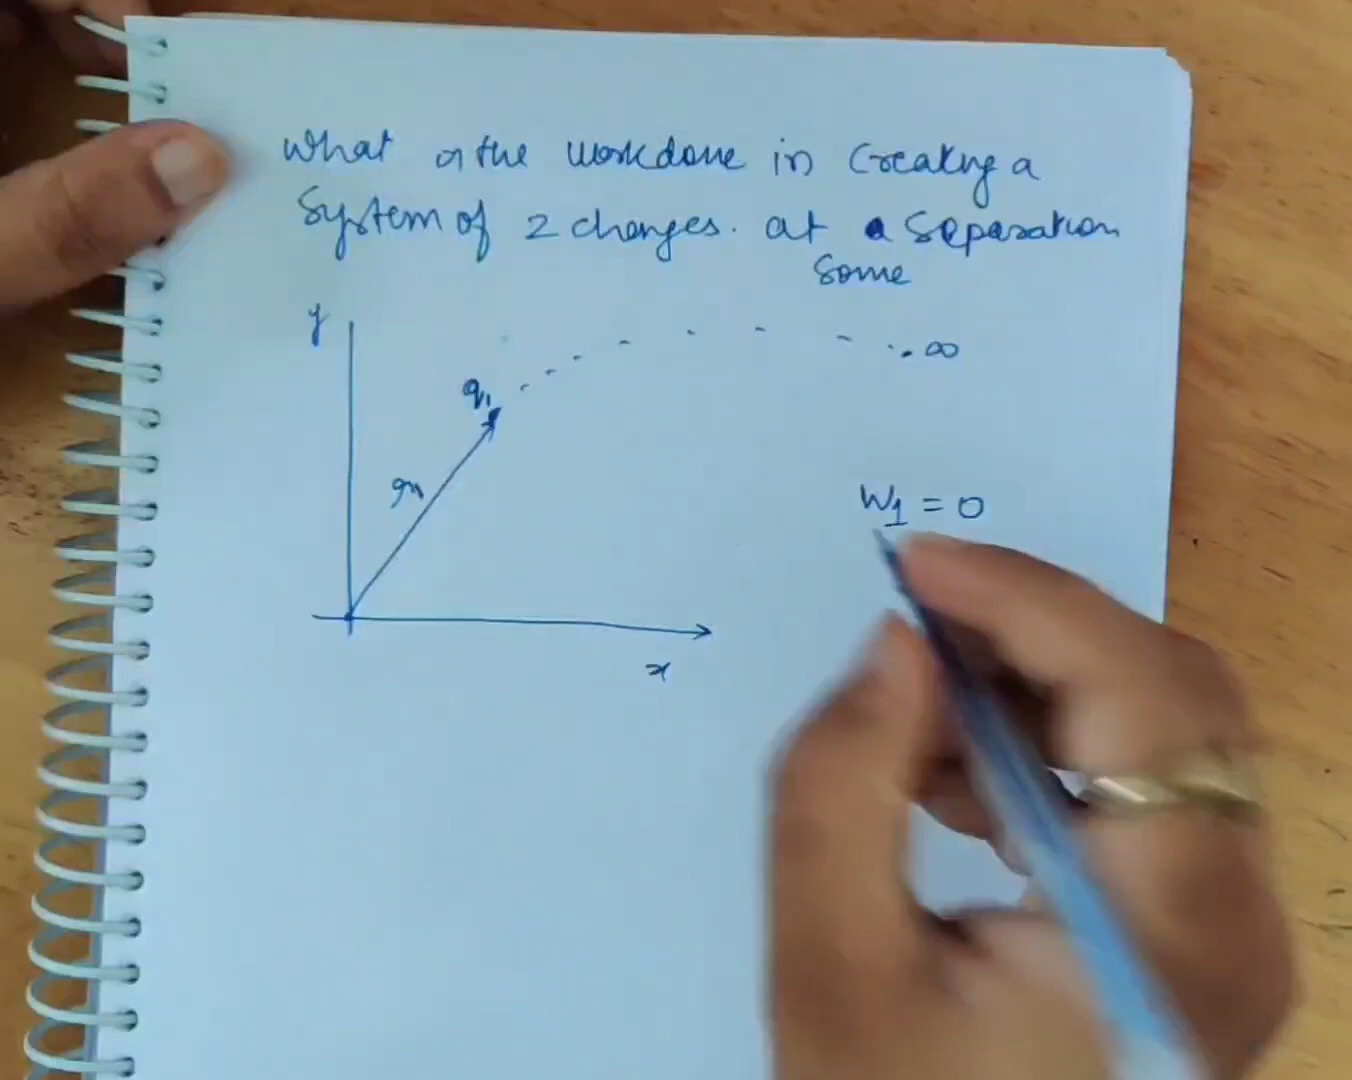 What is the workdone in Creating a
System of 2 charges. at a Separation
Some
y
q1
∞
r1
W1 = 0
x